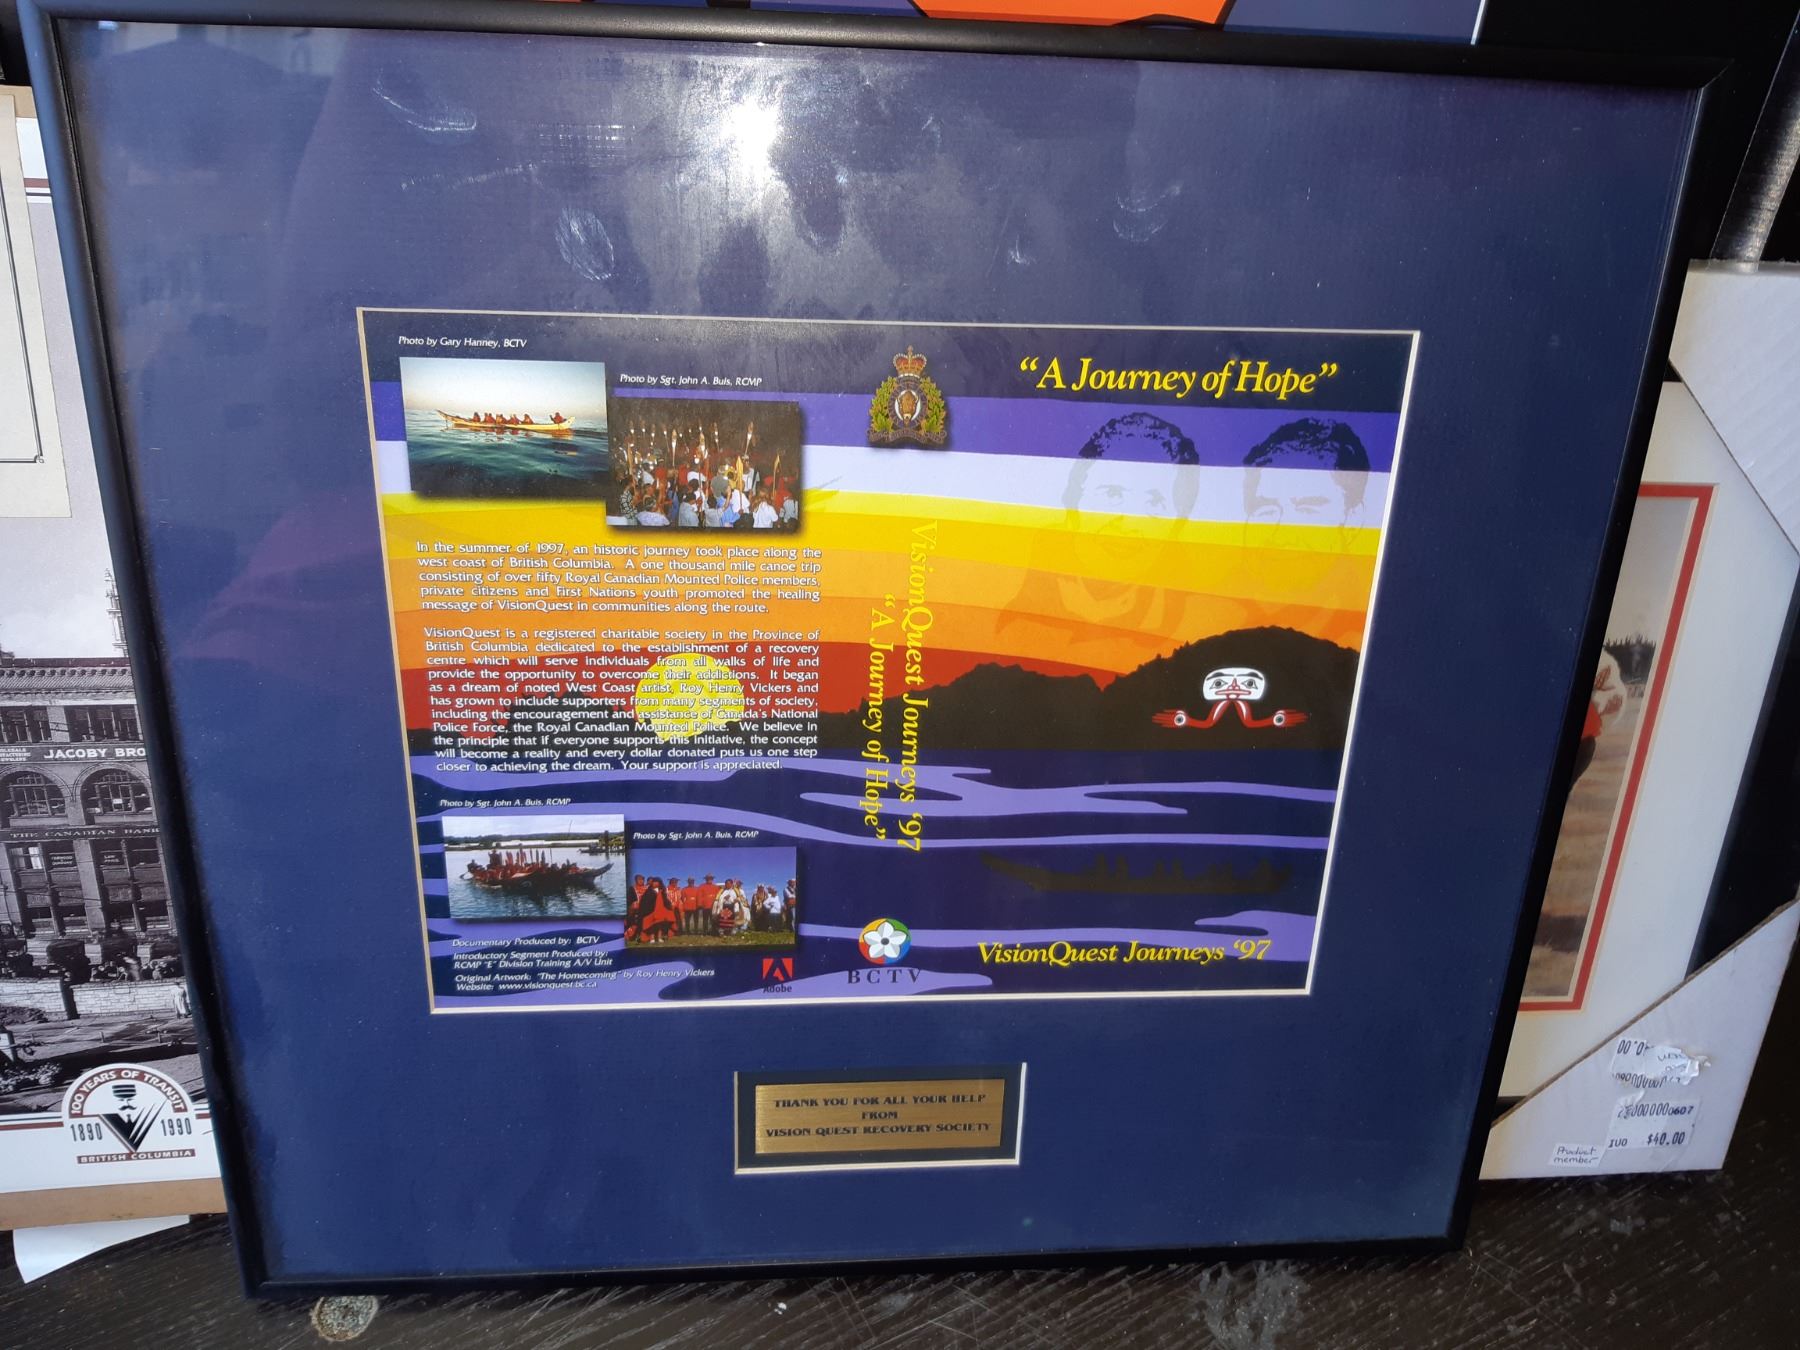 Photo by Gary Hanney, BCTV
Photo by Sgt. John A. Buis, RCMP
"A Journey of Hope"
In the summer of 1997, an historic journey took place along the
west coast of British Columbia. A one thousand mile canoe trip
consisting of over fifty Royal Canadian Mounted Police members,
private citizens and First Nations youth promoted the healing
message of VisionQuest in communities along the route.
VisionQuest is a registered charitable society in the Province of
British Columbia dedicated to the establishment of a recovery
centre which will serve individuals from all walks of life and
provide the opportunity to overcome their addictions. It began
as a dream of noted West Coast artist, Roy Henry Vickers and
has grown to include supporters from many segments of society,
including the encouragement and assistance of Canada's National
Police Force, the Royal Canadian Mounted Police. We believe in
the principle that if everyone supports this initiative, the concept
will become a reality and every dollar donated puts us one step
closer to achieving the dream. Your support is appreciated.
VisionQuest Journeys '97
"A Journey of Hope"
Photo by Sgt. John A. Buis, RCMP
Photo by Sgt. John A. Buis, RCMP
Documentary Produced by: BCTV
Introductory Segment Produced by:
RCMP "E" Division Training A/V Unit
Original Artwork: "The Homecoming" by Roy Henry Vickers
Website: www.visionquest.bc.ca
Adobe
BCTV
VisionQuest Journeys '97
THANK YOU FOR ALL YOUR HELP
FROM
VISION QUEST RECOVERY SOCIETY
JACOBY BRO
THE CANADIAN BANK
100 YEARS OF TRANSIT
1890 1990
BRITISH COLUMBIA
$40.00
Product
member